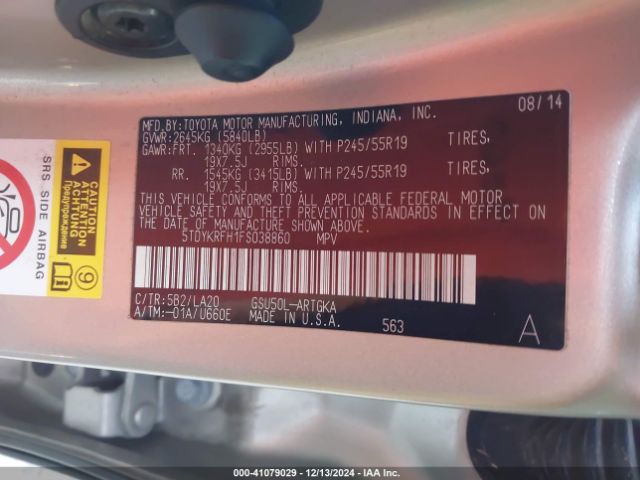 MFD.BY:TOYOTA MOTOR MANUFACTURING, INDIANA, INC. 08/14
GVWR:2645KG (5840LB)
GAWR:FRT. 1340KG (2955LB) WITH P245/55R19 TIRES,
19X7.5J RIMS.
RR. 1545KG (3415LB) WITH P245/55R19 TIRES,
19X7.5J RIMS.
THIS VEHICLE CONFORMS TO ALL APPLICABLE FEDERAL MOTOR
VEHICLE SAFETY AND THEFT PREVENTION STANDARDS IN EFFECT ON
THE DATE OF MANUFACTURE SHOWN ABOVE.
5TDYKRFH1FS038860 MPV
C/TR:5B2/LA20 GSU50L-ARTGKA
A/TM:-01A/U660E MADE IN U.S.A. 563
A
SRS SIDE AIRBAG
CAUTION
ATTENTION
ACHTUNG
9
000-41079029 - 12/13/2024 - IAA Inc.